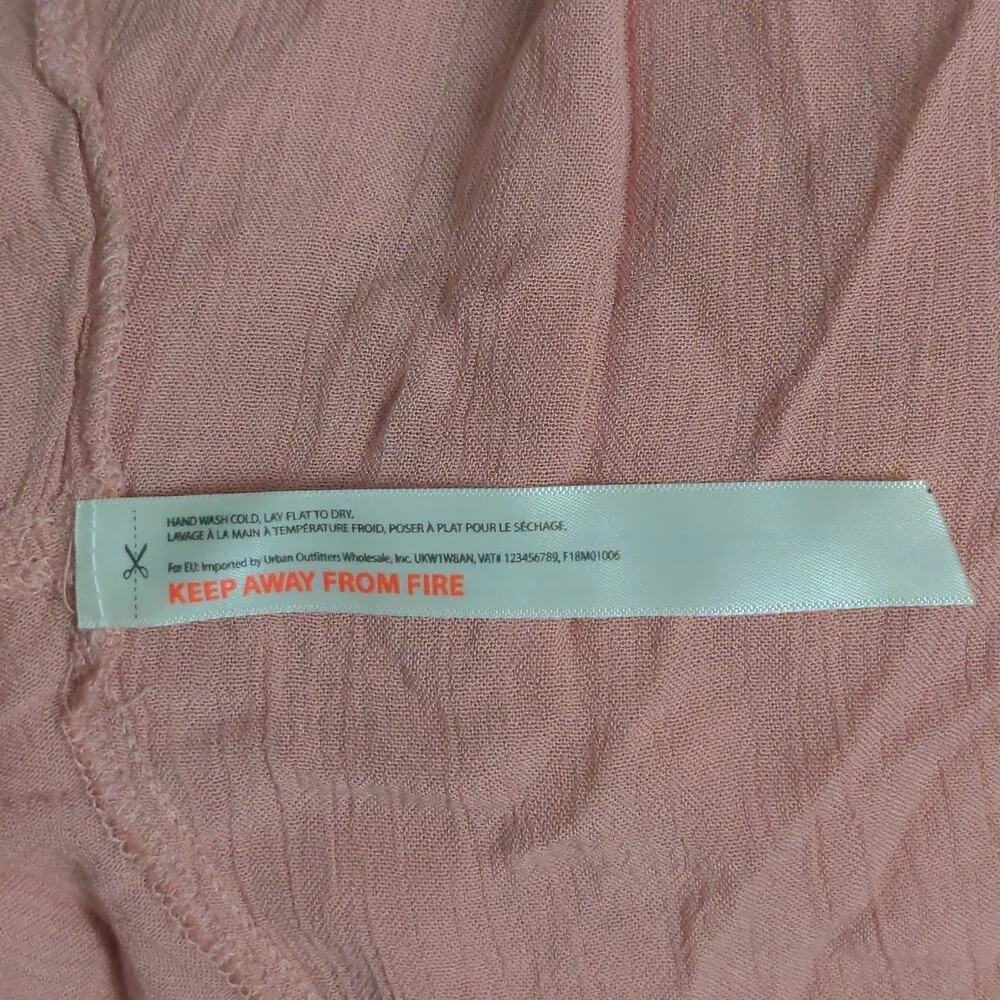 HAND WASH COLD, LAY FLAT TO DRY.
LAVAGE À LA MAIN À TEMPÉRATURE FROID, POSER À PLAT POUR LE SÉCHAGE.
For EU: Imported by Urban Outfitters Wholesale, Inc. UKW1W8AN, VAT# 123456789, F18M01006
KEEP AWAY FROM FIRE